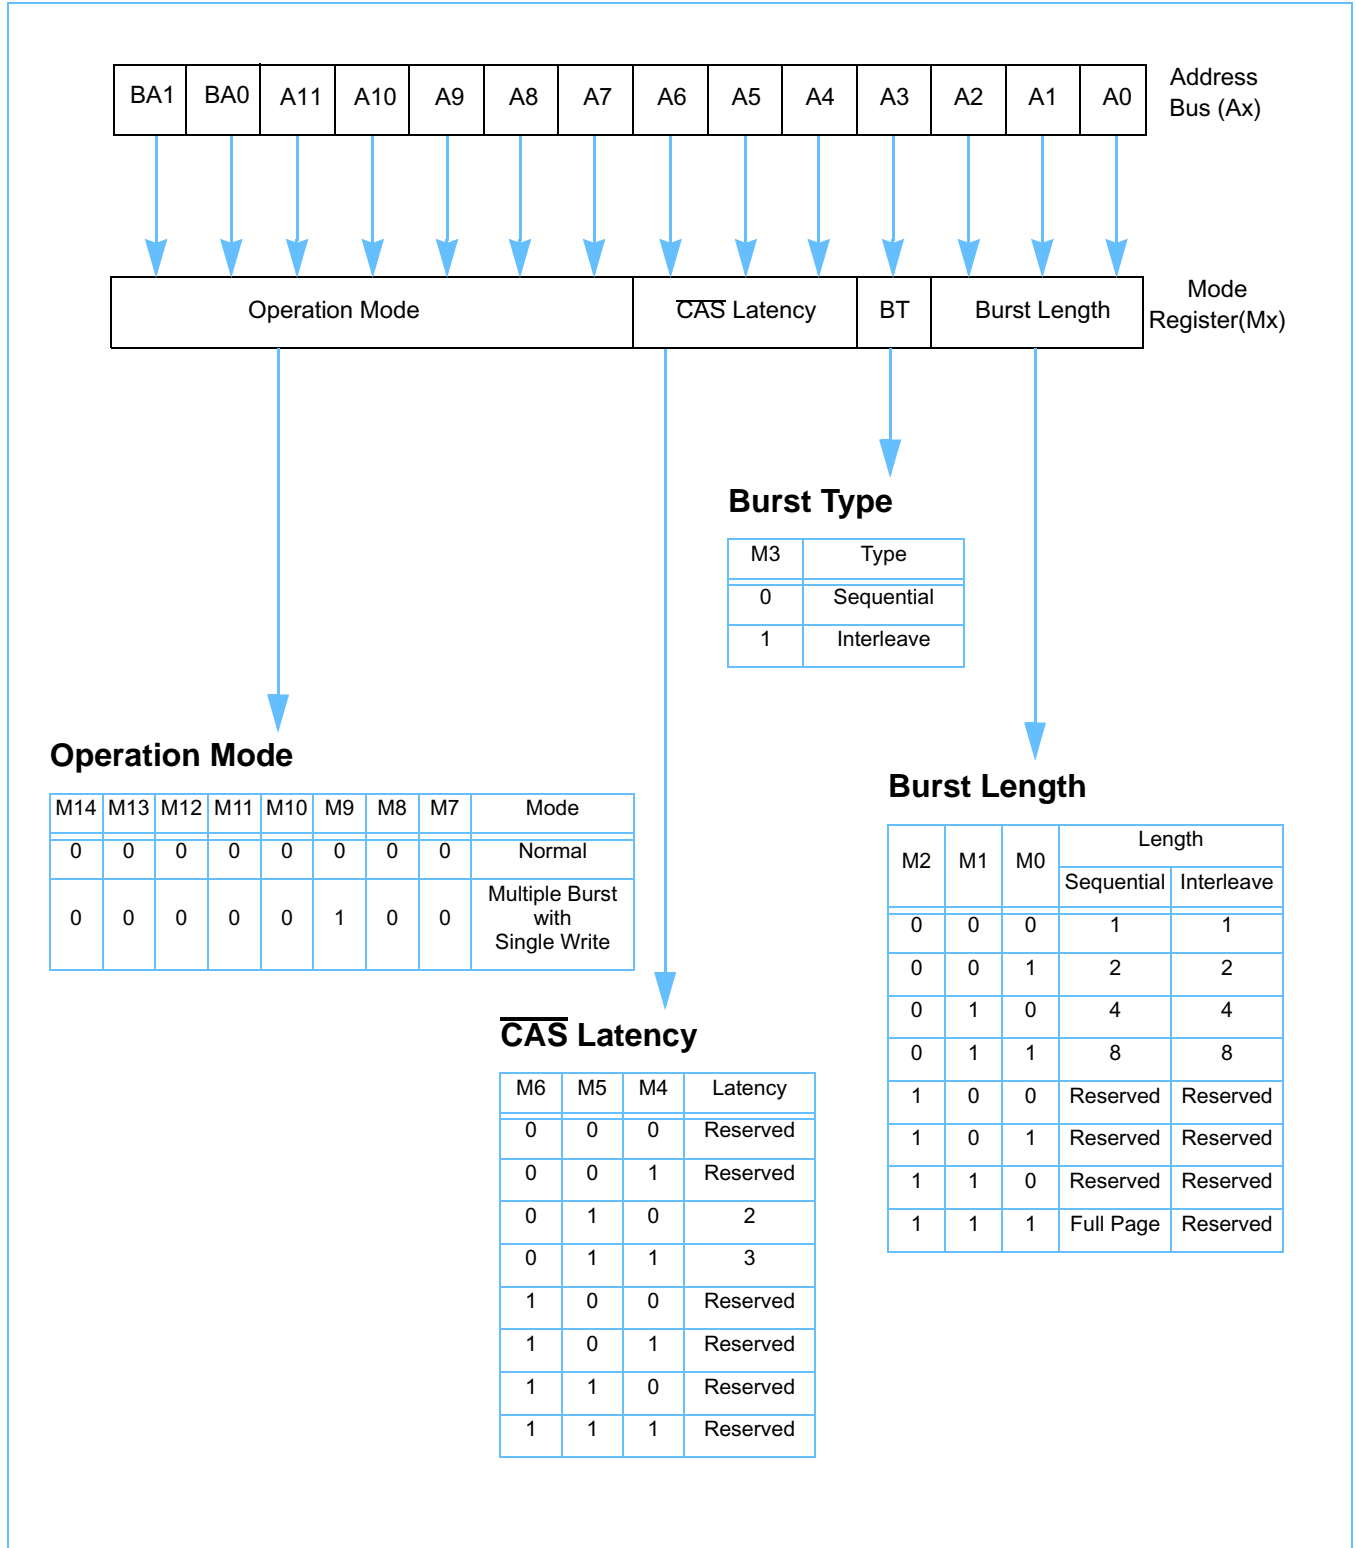 BA1 BA0 A11 A10 A9 A8 A7 A6 A5 A4 A3 A2 A1 A0
Address
Bus (Ax)
Operation Mode CAS Latency BT Burst Length
Mode
Register(Mx)
Burst Type
M3 Type
0 Sequential
1 Interleave
Operation Mode
M14 M13 M12 M11 M10 M9 M8 M7 Mode
0 0 0 0 0 0 0 0 Normal
0 0 0 0 0 1 0 0 Multiple Burst
with
Single Write
Burst Length
M2 M1 M0 Length
Sequential Interleave
0 0 0 1 1
0 0 1 2 2
0 1 0 4 4
0 1 1 8 8
1 0 0 Reserved Reserved
1 0 1 Reserved Reserved
1 1 0 Reserved Reserved
1 1 1 Full Page Reserved
CAS Latency
M6 M5 M4 Latency
0 0 0 Reserved
0 0 1 Reserved
0 1 0 2
0 1 1 3
1 0 0 Reserved
1 0 1 Reserved
1 1 0 Reserved
1 1 1 Reserved